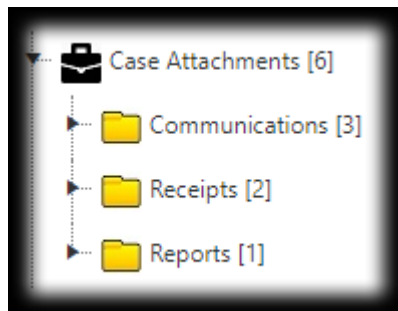 Case Attachments [6]
Communications [3]
Receipts [2]
Reports [1]